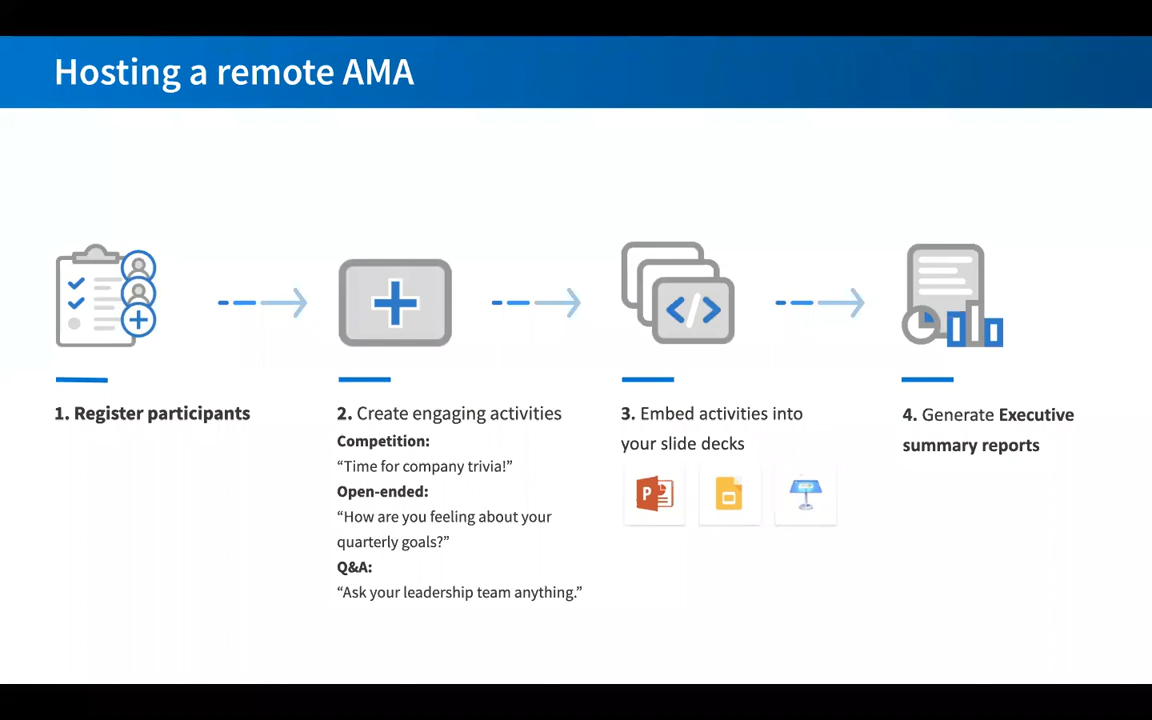 Hosting a remote AMA
1. Register participants
2. Create engaging activities
Competition:
“Time for company trivia!”
Open-ended:
“How are you feeling about your
quarterly goals?”
Q&A:
“Ask your leadership team anything.”
3. Embed activities into
your slide decks
P
4. Generate Executive
summary reports